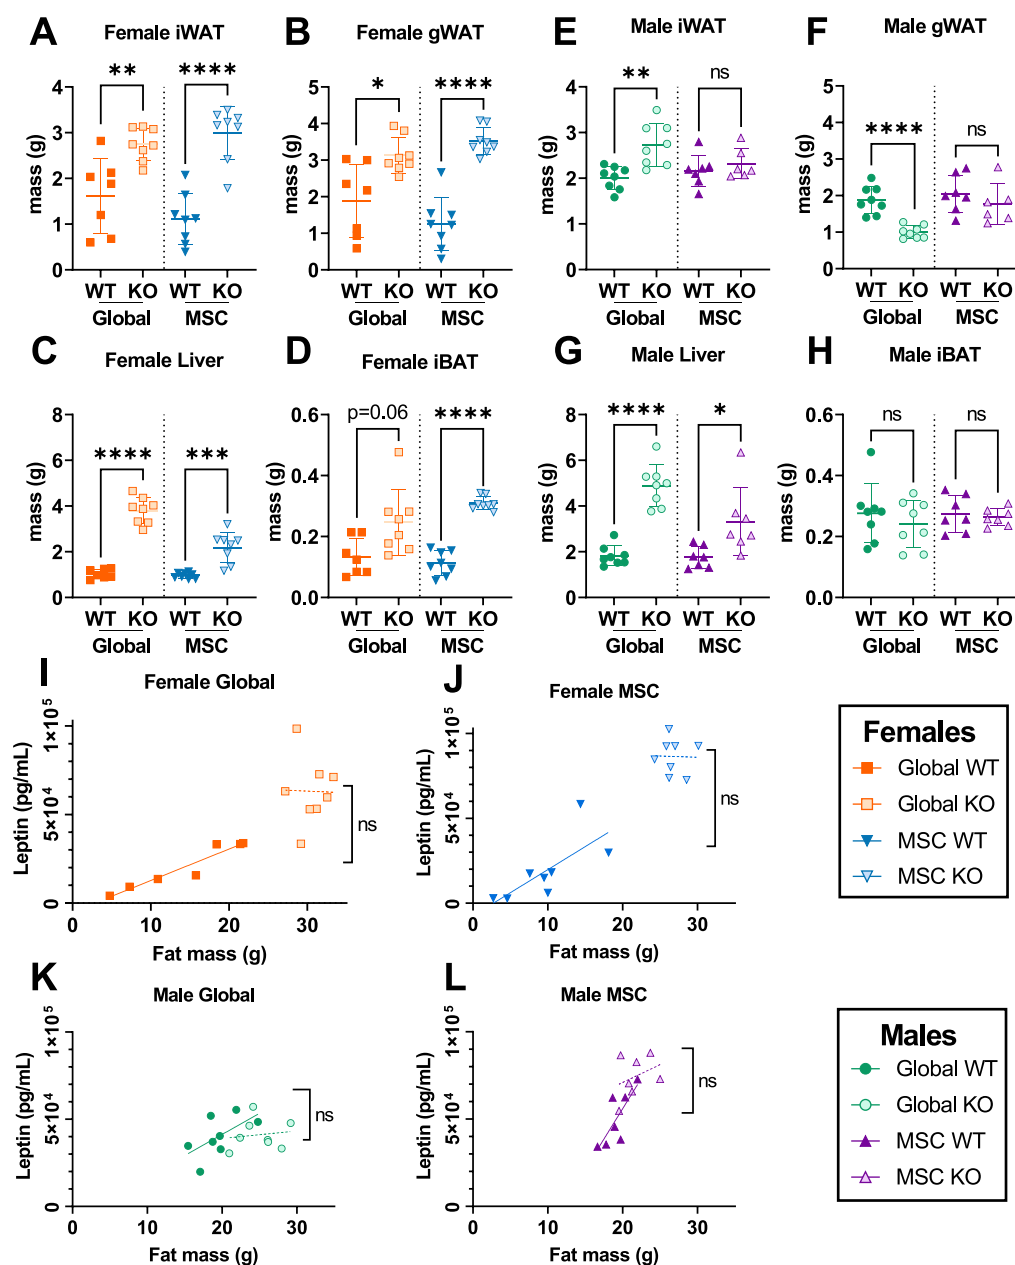 A Female iWAT
**
****
mass (g)
4
3
2
1
0
WT KO WT KO
Global MSC
B Female gWAT
*
****
mass (g)
5
4
3
2
1
0
WT KO WT KO
Global MSC
E Male iWAT
**
ns
mass (g)
4
3
2
1
0
WT KO WT KO
Global MSC
F Male gWAT
****
ns
mass (g)
5
4
3
2
1
0
WT KO WT KO
Global MSC
C Female Liver
****
***
mass (g)
8
6
4
2
0
WT KO WT KO
Global MSC
D Female iBAT
p=0.06
****
mass (g)
0.6
0.4
0.2
0.0
WT KO WT KO
Global MSC
G Male Liver
****
*
mass (g)
8
6
4
2
0
WT KO WT KO
Global MSC
H Male iBAT
ns
ns
mass (g)
0.6
0.4
0.2
0.0
WT KO WT KO
Global MSC
I Female Global
Leptin (pg/mL)
1×10⁵
5×10⁴
0
ns
0 10 20 30
Fat mass (g)
J Female MSC
Leptin (pg/mL)
1×10⁵
5×10⁴
0
ns
0 10 20 30
Fat mass (g)
Females
Global WT
Global KO
MSC WT
MSC KO
K Male Global
Leptin (pg/mL)
1×10⁵
5×10⁴
0
ns
0 10 20 30
Fat mass (g)
L Male MSC
Leptin (pg/mL)
1×10⁵
5×10⁴
0
ns
0 10 20 30
Fat mass (g)
Males
Global WT
Global KO
MSC WT
MSC KO